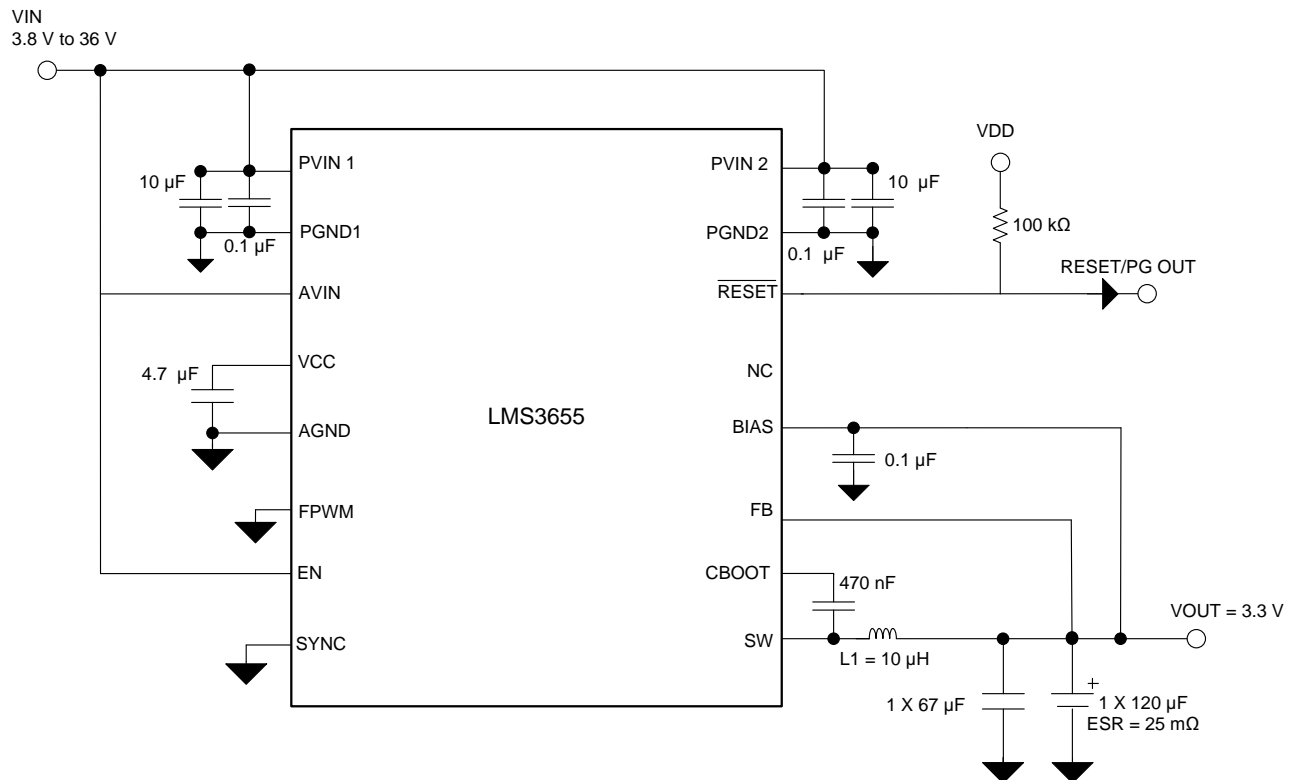 VIN
3.8 V to 36 V
VDD
PVIN 1
PVIN 2
10 µF
10 µF
100 kΩ
PGND1
PGND2
0.1 µF
0.1 µF
RESET/PG OUT
AVIN
RESET
VCC
NC
4.7 µF
LMS3655
AGND
BIAS
0.1 µF
FPWM
FB
EN
CBOOT
470 nF
VOUT = 3.3 V
SYNC
SW
L1 = 10 µH
+
1 X 67 µF
1 X 120 µF
ESR = 25 mΩ